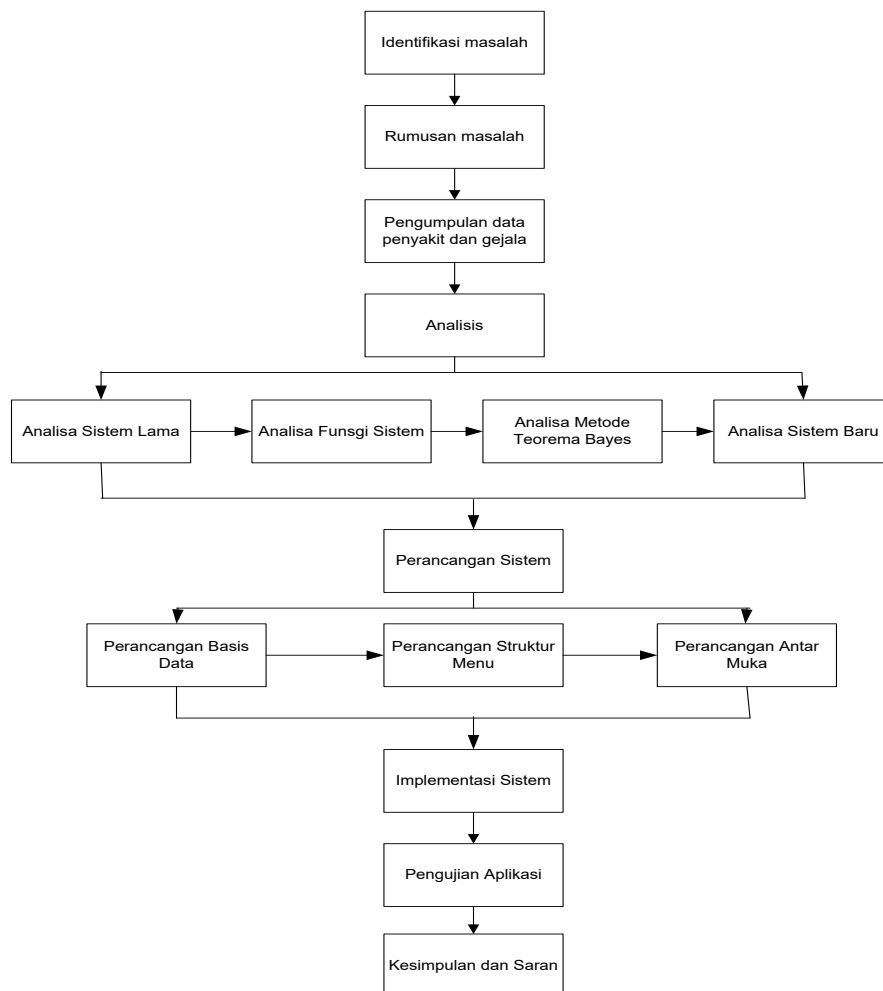 Identifikasi masalah
Rumusan masalah
Pengumpulan data
penyakit dan gejala
Analisis
Analisa Sistem Lama
Analisa Funsgi Sistem
Analisa Metode
Teorema Bayes
Analisa Sistem Baru
Perancangan Sistem
Perancangan Basis
Data
Perancangan Struktur
Menu
Perancangan Antar
Muka
Implementasi Sistem
Pengujian Aplikasi
Kesimpulan dan Saran